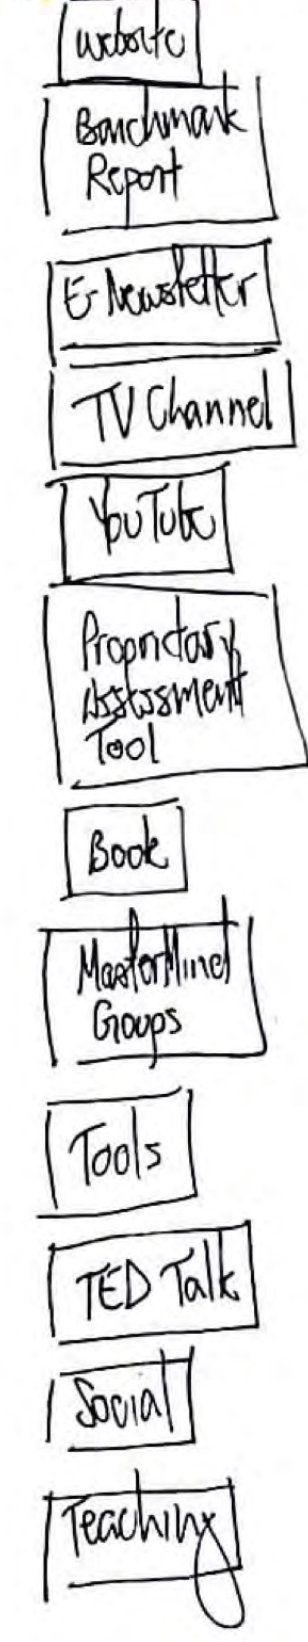 website
Benchmark
Report
E-Newsletter
TV Channel
YouTube
Proprietary
Assessment
Tool
Book
MasterMind
Groups
Tools
TED Talk
Social
Teaching